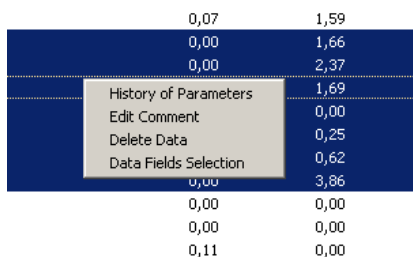 0,07 1,59
0,00 1,66
0,00 2,37
1,69
History of Parameters
Edit Comment 0,00
Delete Data 0,25
Data Fields Selection 0,62
0,00 3,86
0,00 0,00
0,00 0,00
0,11 0,00